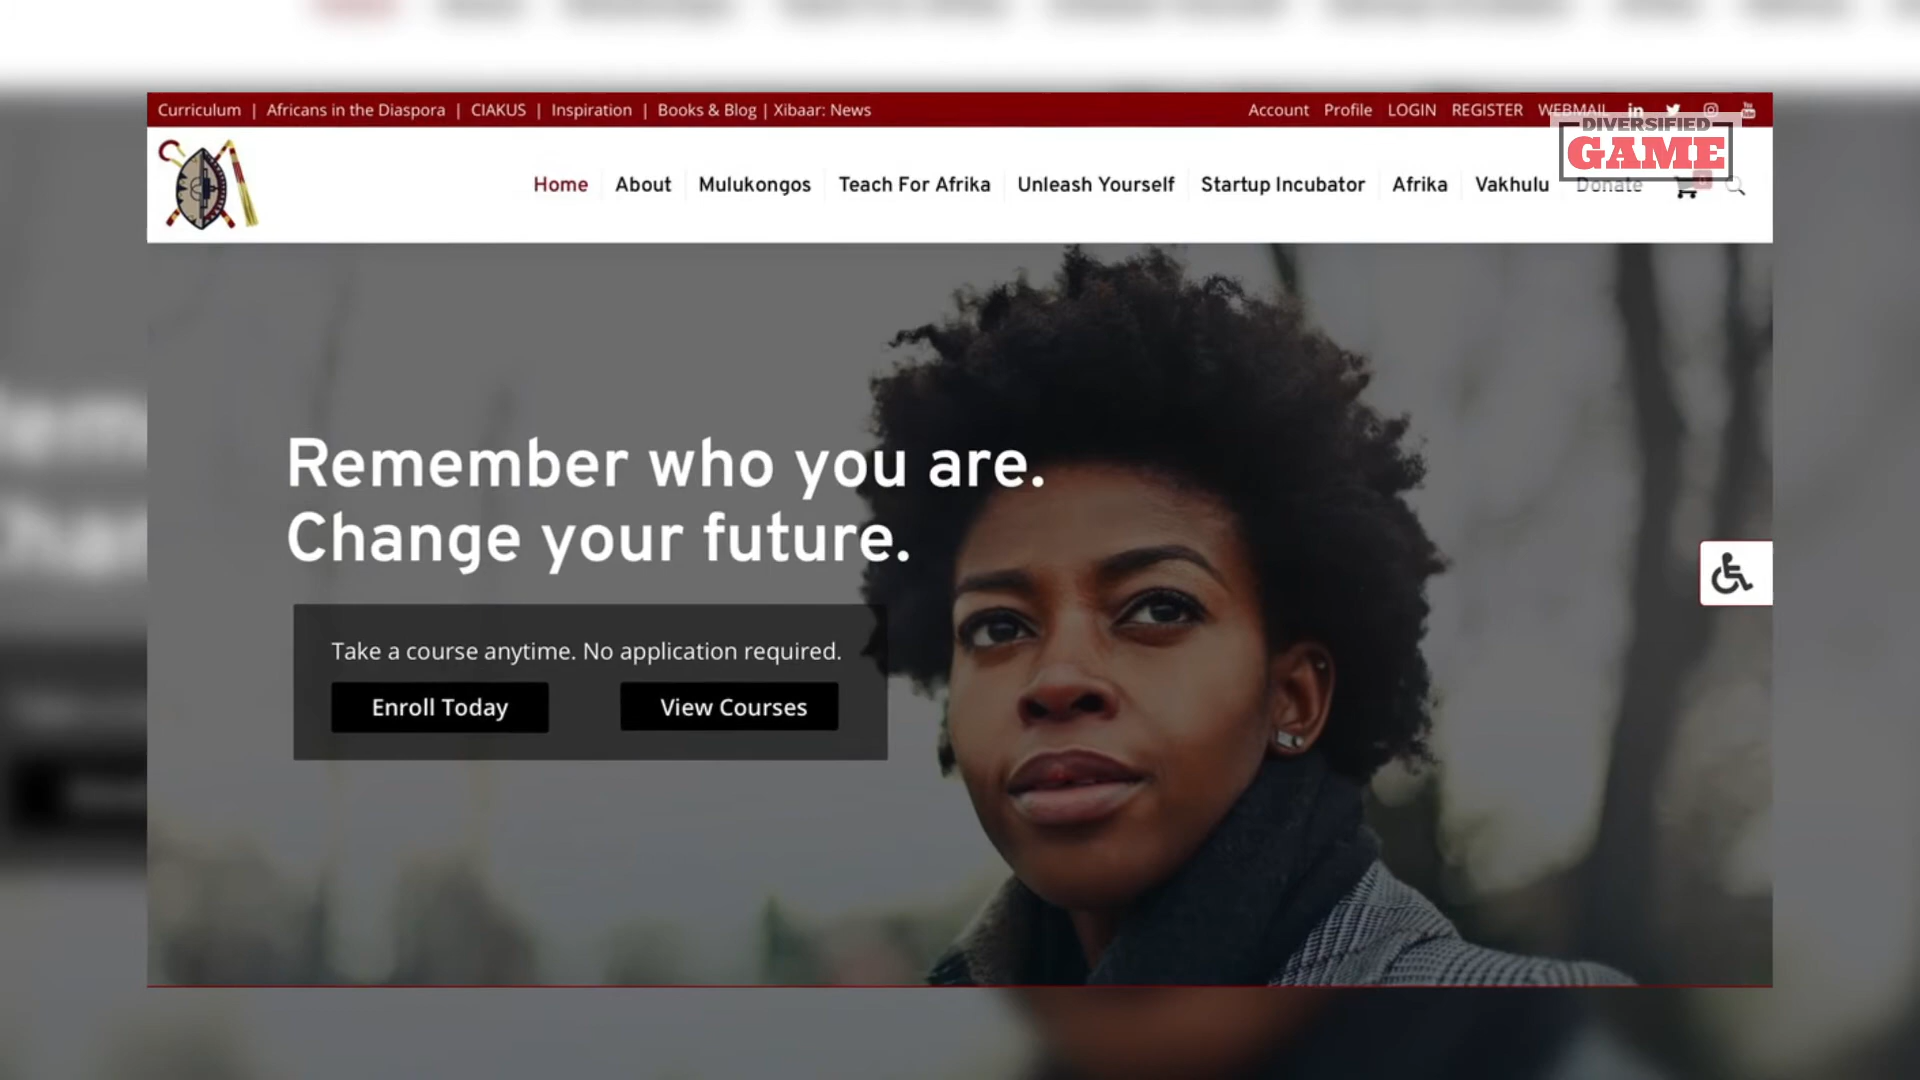 Curriculum | Africans in the Diaspora | CIAKUS | Inspiration | Books & Blog | Xibaar: News
Account Profile LOGIN REGISTER WEBMAIL
DIVERSIFIED
GAME
Home About Mulukongos Teach For Afrika Unleash Yourself Startup Incubator Afrika Vakhulu Donate
Remember who you are.
Change your future.
Take a course anytime. No application required.
Enroll Today View Courses